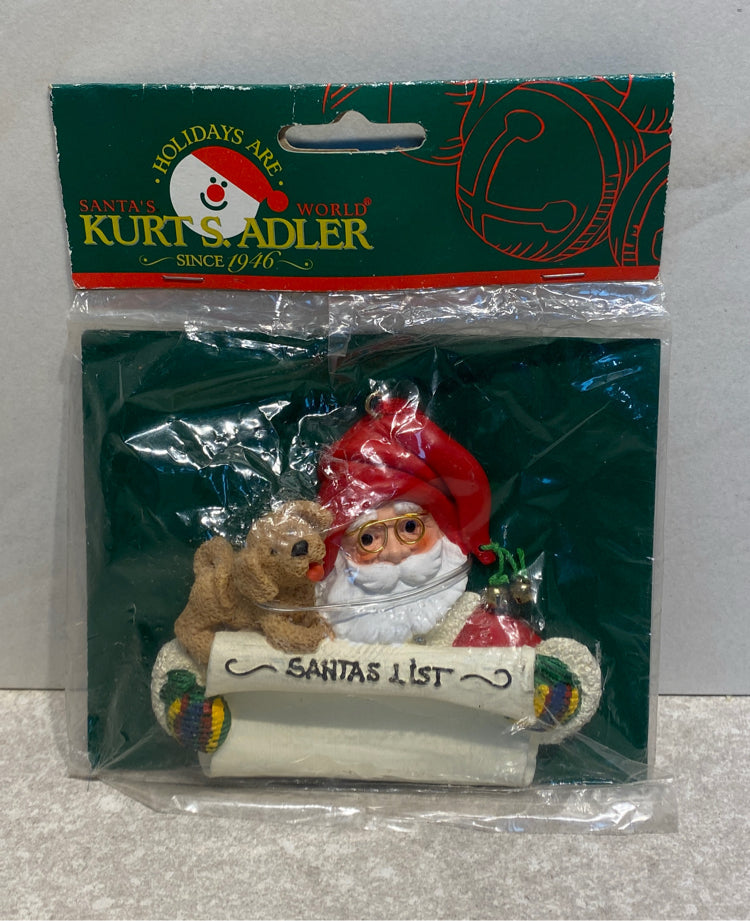 HOLIDAYS ARE
SANTA'S WORLD®
KURT S. ADLER
SINCE 1946
SANTAS LIST